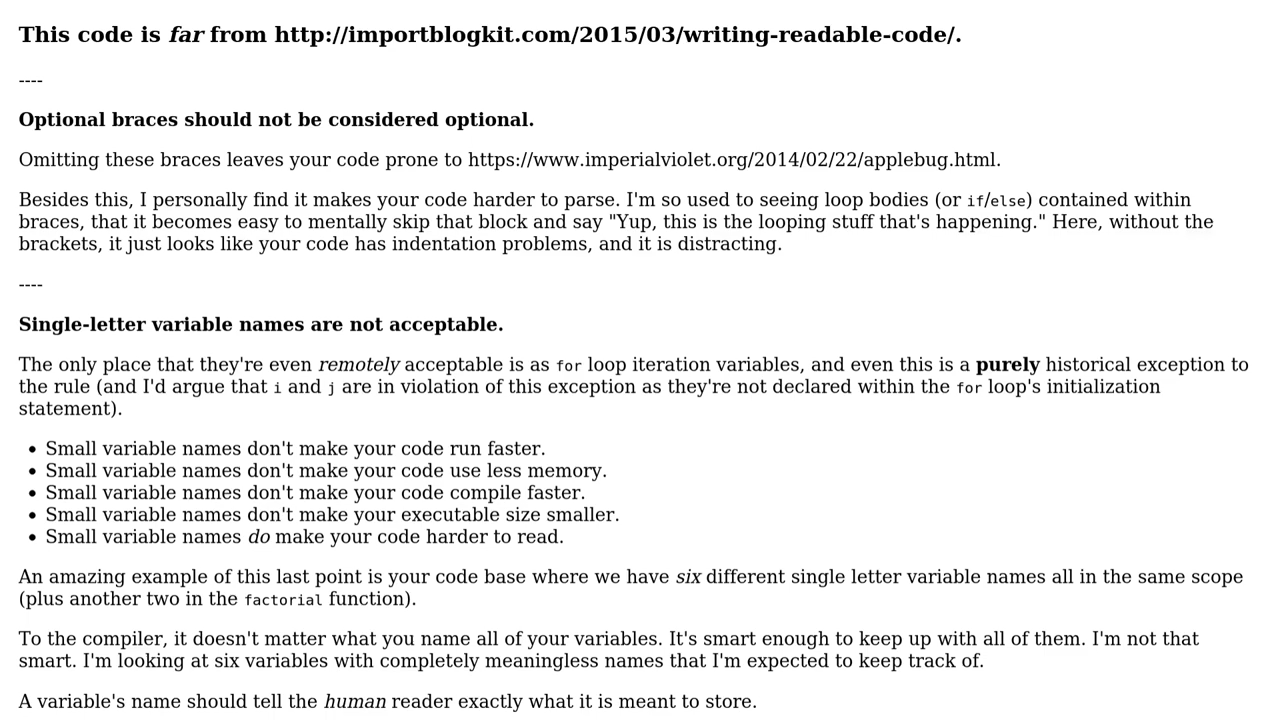 This code is far from http://importblogkit.com/2015/03/writing-readable-code/.
----
Optional braces should not be considered optional.
Omitting these braces leaves your code prone to https://www.imperialviolet.org/2014/02/22/applebug.html.
Besides this, I personally find it makes your code harder to parse. I'm so used to seeing loop bodies (or if/else) contained within
braces, that it becomes easy to mentally skip that block and say "Yup, this is the looping stuff that's happening." Here, without the
brackets, it just looks like your code has indentation problems, and it is distracting.
----
Single-letter variable names are not acceptable.
The only place that they're even remotely acceptable is as for loop iteration variables, and even this is a purely historical exception to
the rule (and I'd argue that i and j are in violation of this exception as they're not declared within the for loop's initialization
statement).
• Small variable names don't make your code run faster.
• Small variable names don't make your code use less memory.
• Small variable names don't make your code compile faster.
• Small variable names don't make your executable size smaller.
• Small variable names do make your code harder to read.
An amazing example of this last point is your code base where we have six different single letter variable names all in the same scope
(plus another two in the factorial function).
To the compiler, it doesn't matter what you name all of your variables. It's smart enough to keep up with all of them. I'm not that
smart. I'm looking at six variables with completely meaningless names that I'm expected to keep track of.
A variable's name should tell the human reader exactly what it is meant to store.